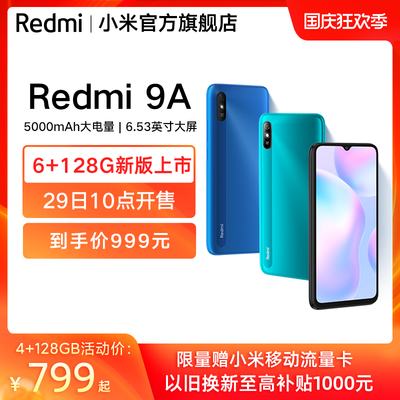 Redmi | 小米官方旗舰店
国庆狂欢季
Redmi 9A
5000mAh大电量 | 6.53英寸大屏
6+128G新版上市
29日10点开售
到手价999元
Redmi
Redmi
4+128GB活动价:
¥799起
限量赠小米移动流量卡
以旧换新至高补贴1000元